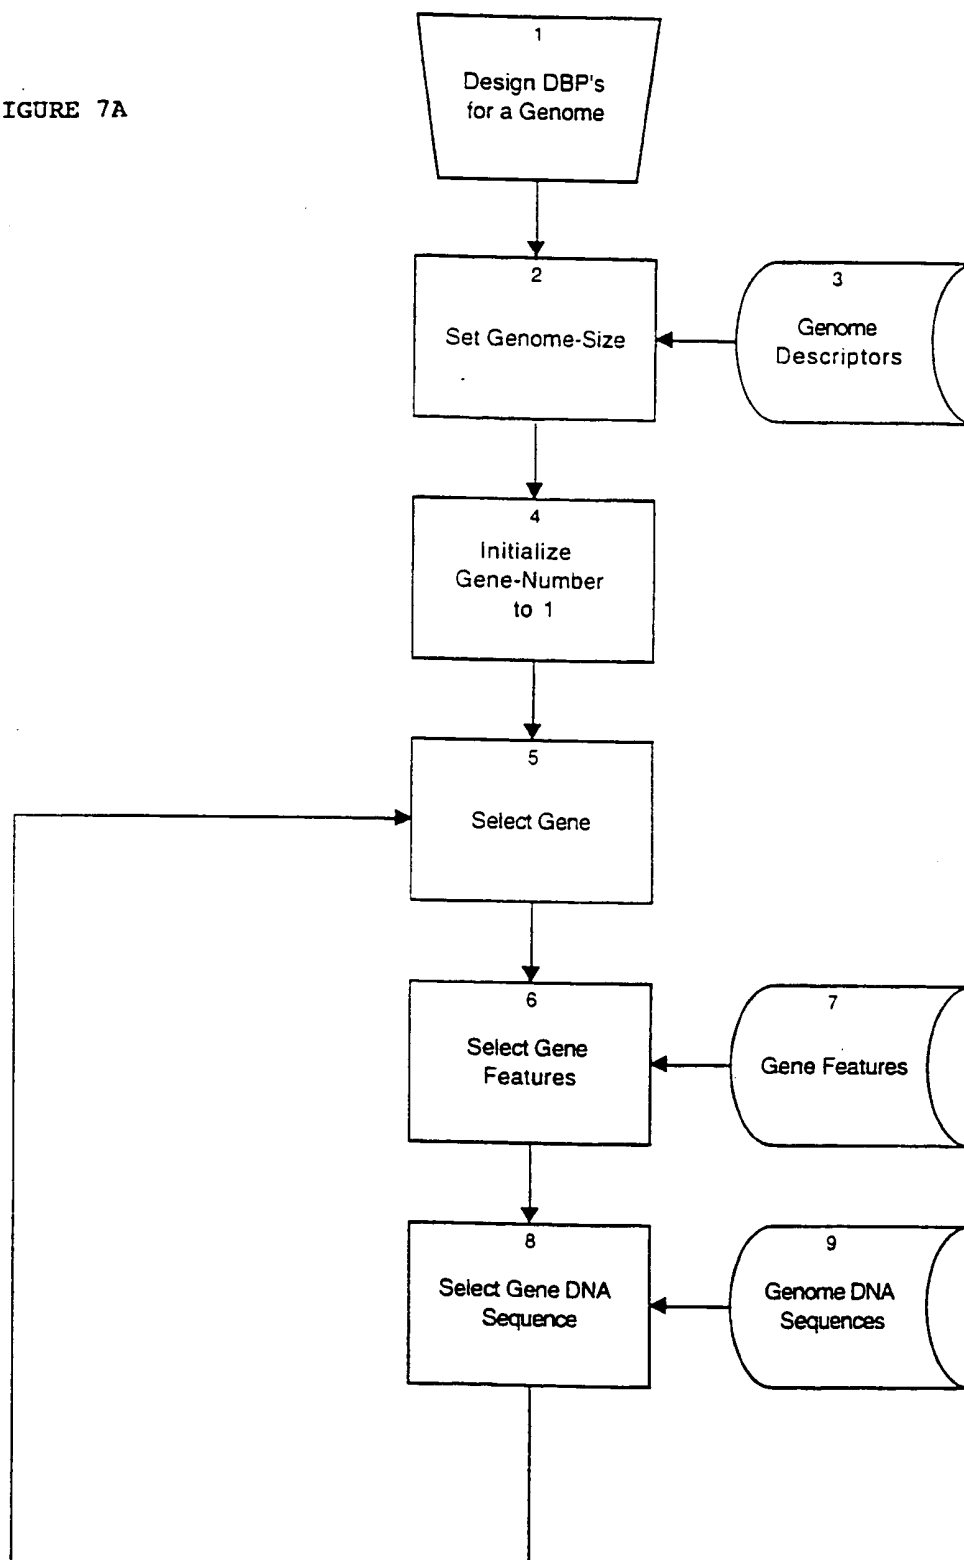 IGURE 7A
1
Design DBP's
for a Genome
2
Set Genome-Size
3
Genome
Descriptors
4
Initialize
Gene-Number
to 1
5
Select Gene
6
Select Gene
Features
7
Gene Features
8
Select Gene DNA
Sequence
9
Genome DNA
Sequences